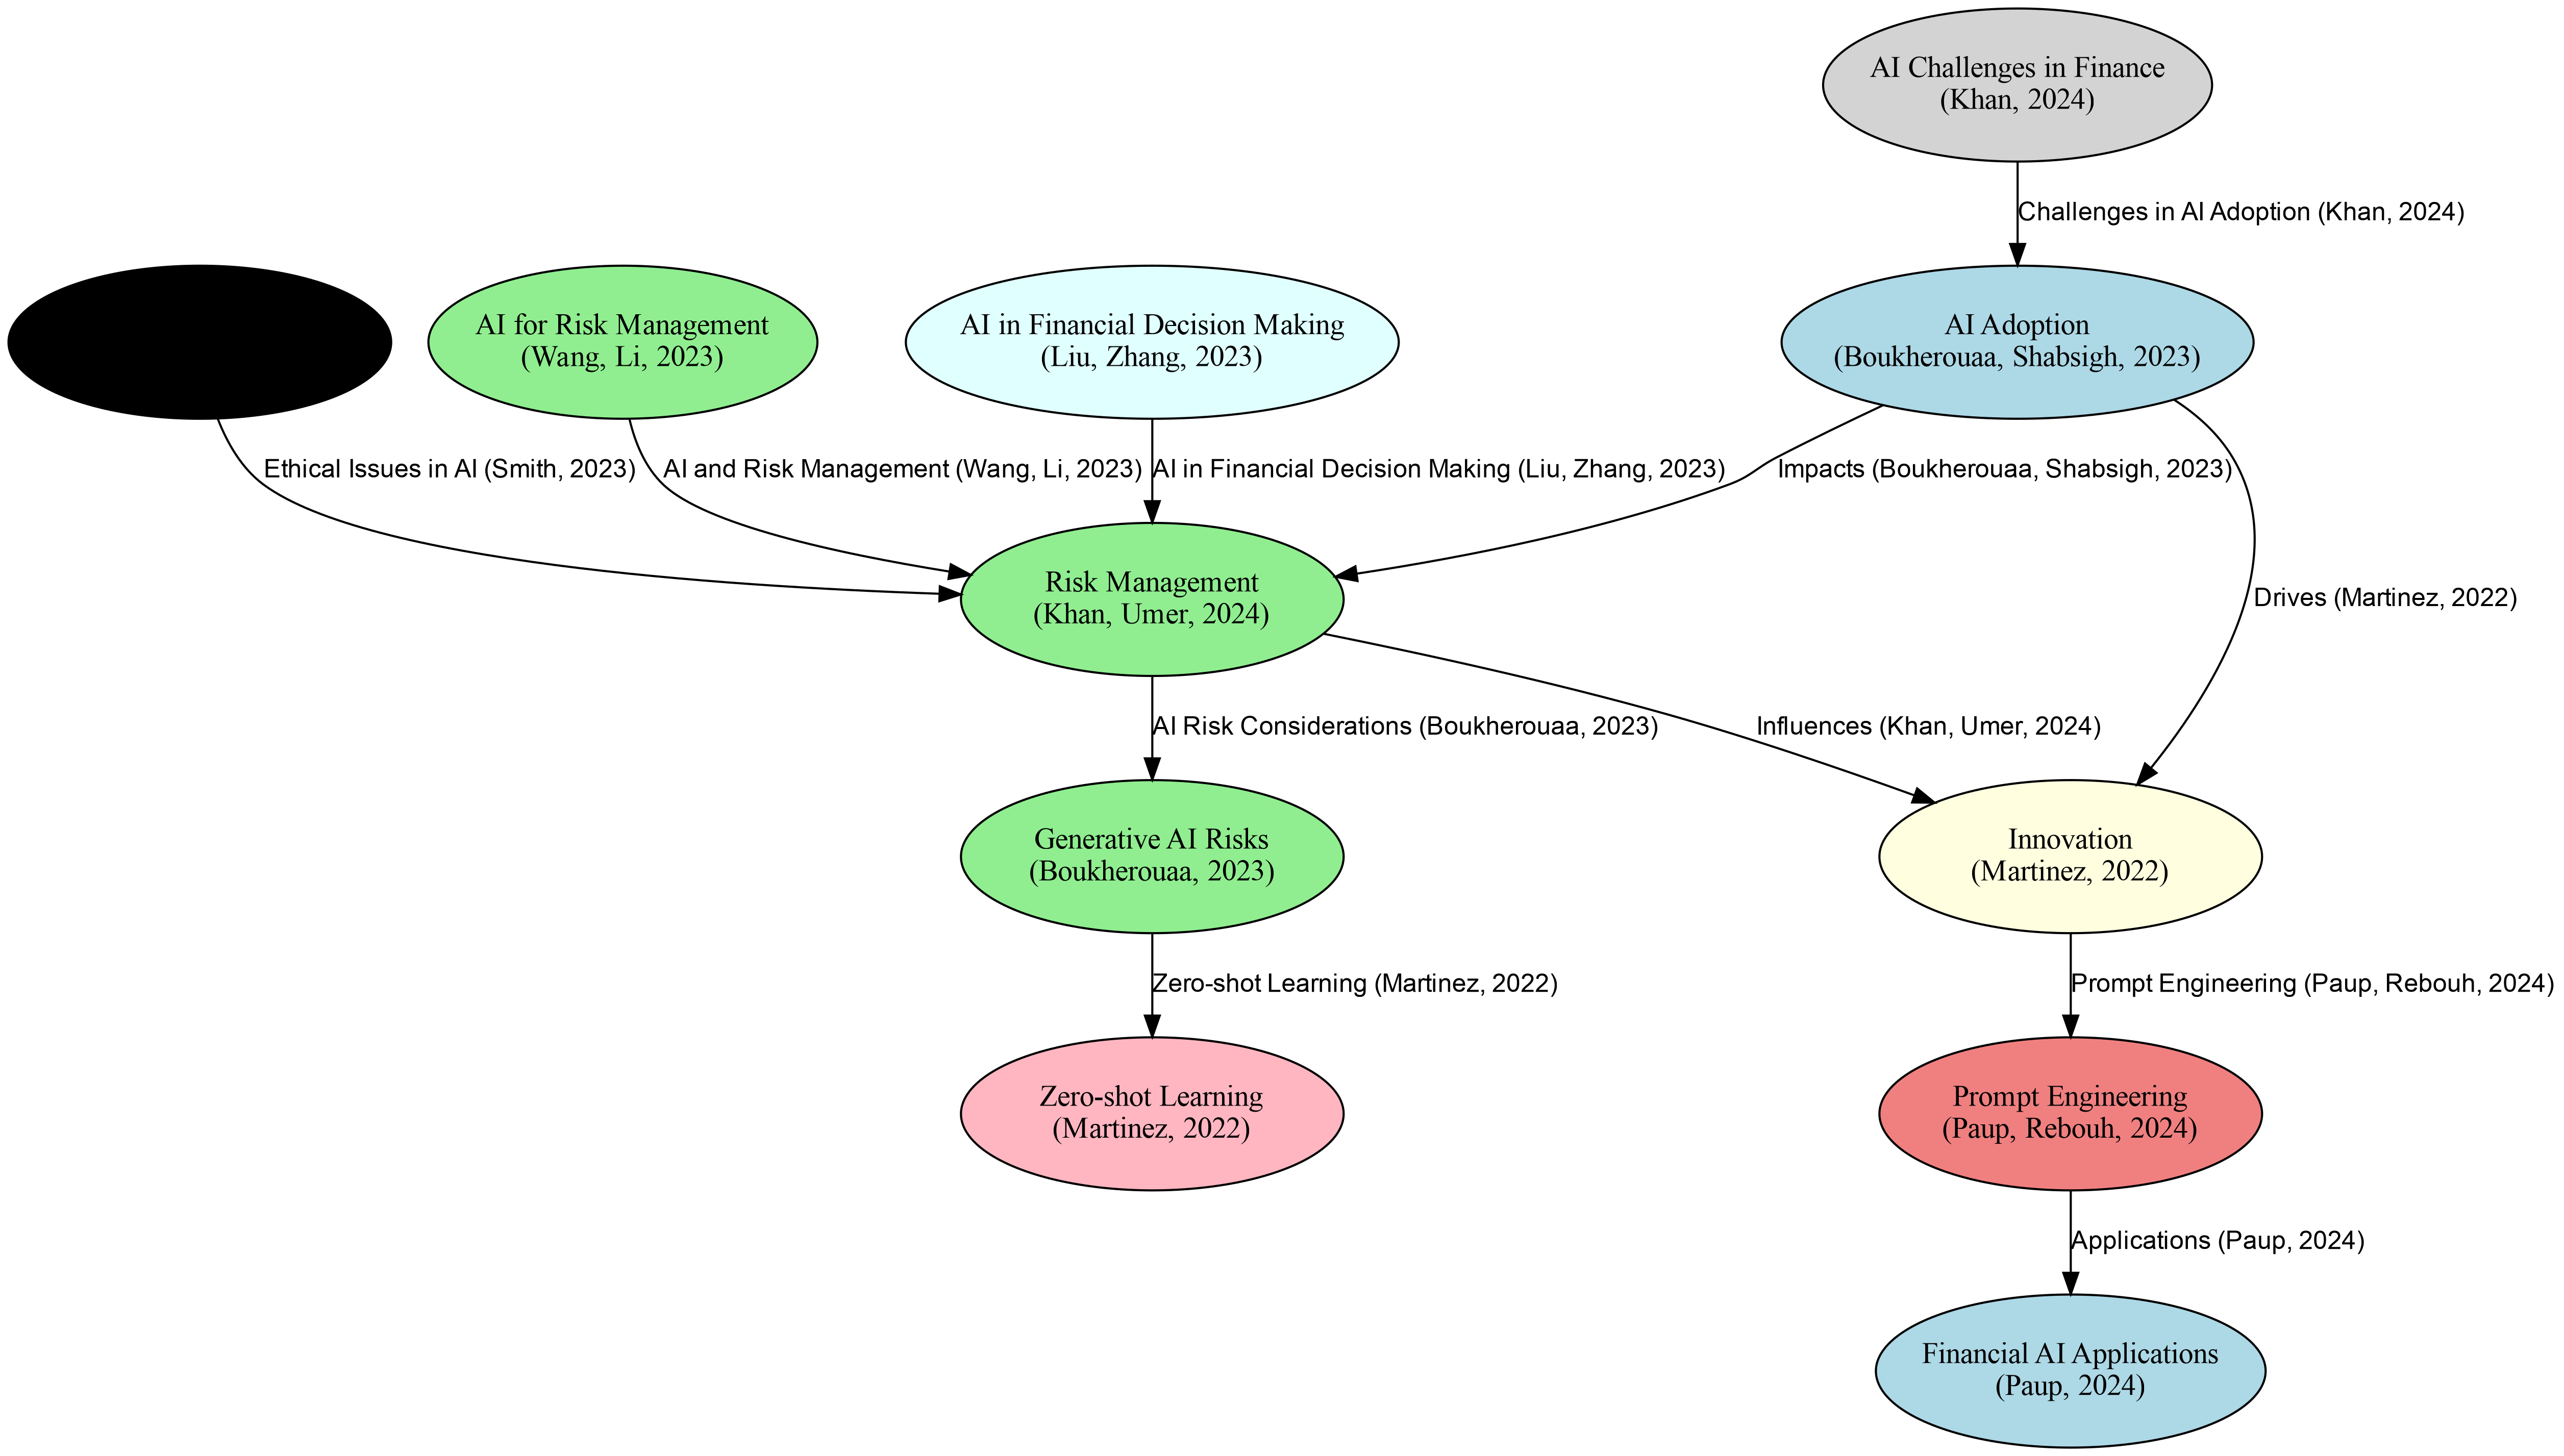 AI Challenges in Finance
(Khan, 2024)
Challenges in AI Adoption (Khan, 2024)
AI for Risk Management
(Wang, Li, 2023)
AI in Financial Decision Making
(Liu, Zhang, 2023)
AI Adoption
(Boukherouaa, Shabsigh, 2023)
Ethical Issues in AI (Smith, 2023)
AI and Risk Management (Wang, Li, 2023)
AI in Financial Decision Making (Liu, Zhang, 2023)
Impacts (Boukherouaa, Shabsigh, 2023)
Risk Management
(Khan, Umer, 2024)
Drives (Martinez, 2022)
AI Risk Considerations (Boukherouaa, 2023)
Influences (Khan, Umer, 2024)
Generative AI Risks
(Boukherouaa, 2023)
Innovation
(Martinez, 2022)
Zero-shot Learning (Martinez, 2022)
Prompt Engineering (Paup, Rebouh, 2024)
Zero-shot Learning
(Martinez, 2022)
Prompt Engineering
(Paup, Rebouh, 2024)
Applications (Paup, 2024)
Financial AI Applications
(Paup, 2024)